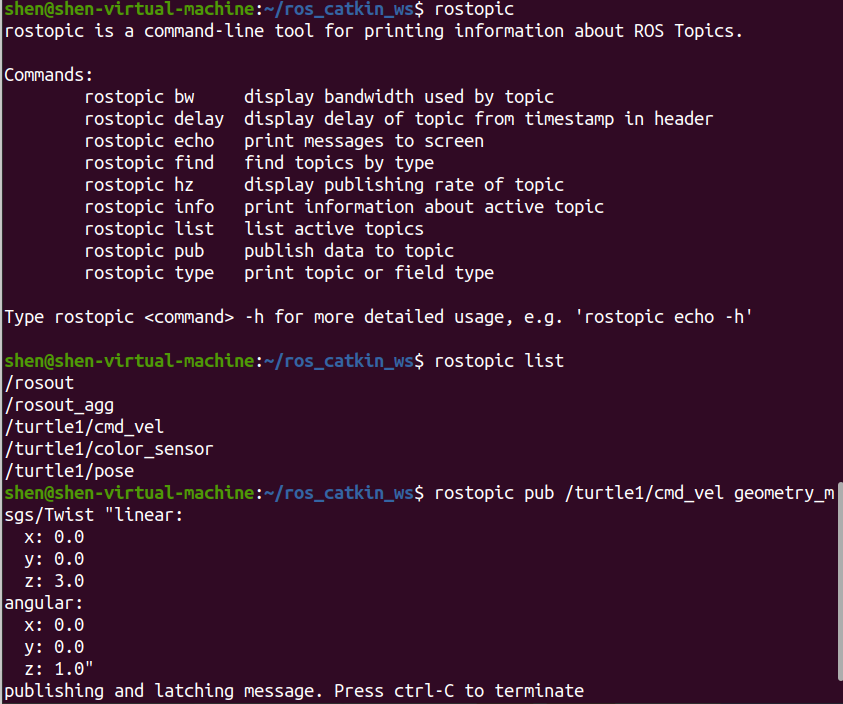 shen@shen-virtual-machine:~/ros_catkin_ws$ rostopic
rostopic is a command-line tool for printing information about ROS Topics.

Commands:
        rostopic bw     display bandwidth used by topic
        rostopic delay  display delay of topic from timestamp in header
        rostopic echo   print messages to screen
        rostopic find   find topics by type
        rostopic hz     display publishing rate of topic
        rostopic info   print information about active topic
        rostopic list   list active topics
        rostopic pub    publish data to topic
        rostopic type   print topic or field type

Type rostopic <command> -h for more detailed usage, e.g. 'rostopic echo -h'

shen@shen-virtual-machine:~/ros_catkin_ws$ rostopic list
/rosout
/rosout_agg
/turtle1/cmd_vel
/turtle1/color_sensor
/turtle1/pose
shen@shen-virtual-machine:~/ros_catkin_ws$ rostopic pub /turtle1/cmd_vel geometry_m
sgs/Twist "linear:
  x: 0.0
  y: 0.0
  z: 3.0
angular:
  x: 0.0
  y: 0.0
  z: 1.0"
publishing and latching message. Press ctrl-C to terminate